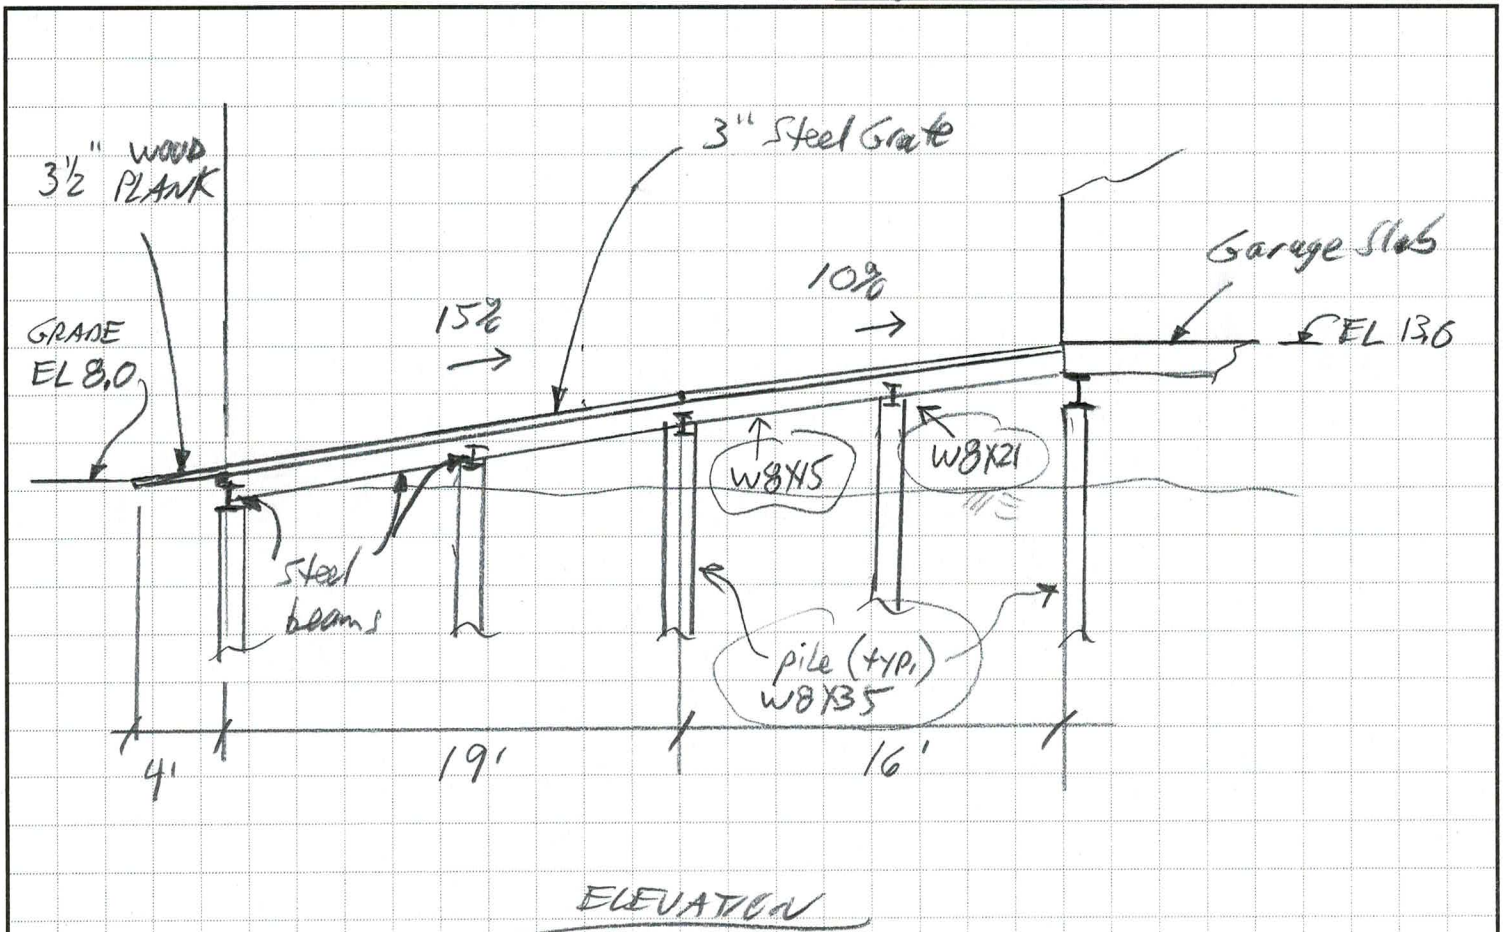 3" Steel Grate
3½" WOOD
PLANK
Garage Slab
10%
15%
GRADE
EL 8.0
EL 13.6
W8X15
W8X21
steel
beams
pile (typ.)
W8X35
4'
19'
16'
ELEVATION